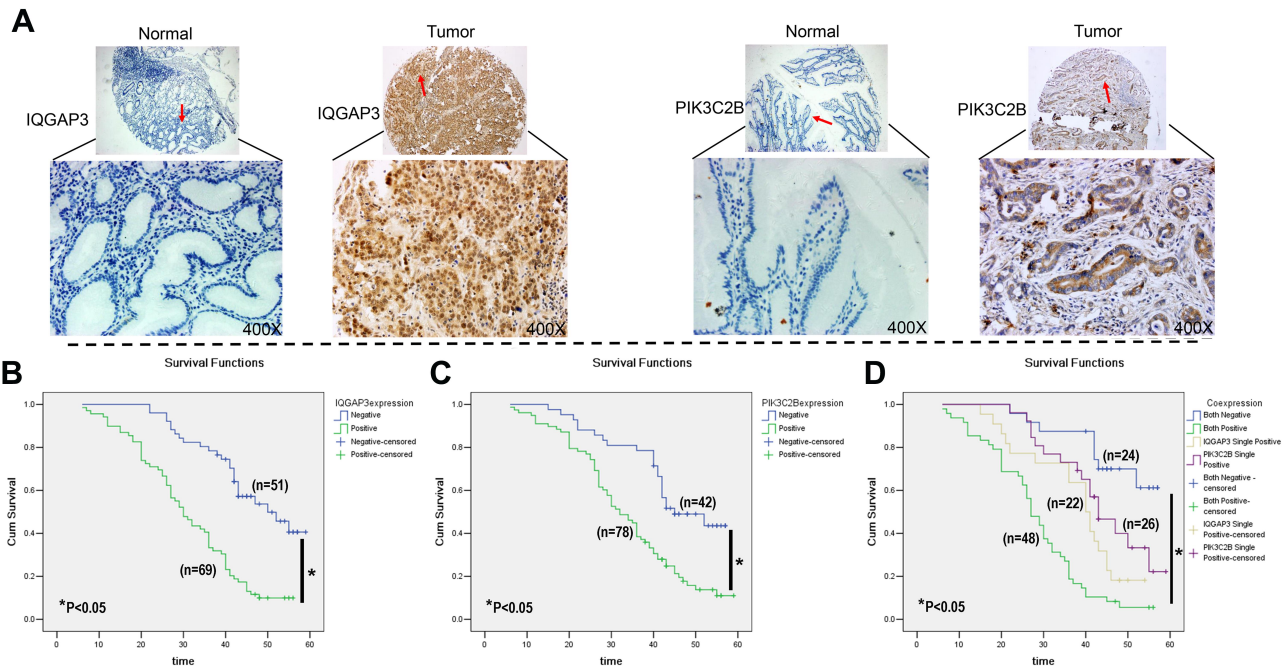 A
Normal
Tumor
Normal
Tumor
IQGAP3
IQGAP3
PIK3C2B
PIK3C2B
400X
400X
400X
400X
B
Survival Functions
Cum Survival
1.0
0.8
0.6
0.4
0.2
0.0
0
10
20
30
40
50
60
time
(n=51)
(n=69)
*
*P<0.05
IQGAP3expression
Negative
Positive
Negative-censored
Positive-censored
C
Survival Functions
Cum Survival
1.0
0.8
0.6
0.4
0.2
0.0
0
10
20
30
40
50
60
time
(n=42)
(n=78)
*
*P<0.05
PIK3C2Bexpression
Negative
Positive
Negative-censored
Positive-censored
D
Survival Functions
Cum Survival
1.0
0.8
0.6
0.4
0.2
0.0
0
10
20
30
40
50
60
time
(n=24)
(n=22)
(n=26)
(n=48)
*
*P<0.05
Coexpression
Both Negative
Both Positive
IQGAP3 Single Positive
PIK3C2B Single
Positive
Both Negative -
censored
Both Positive-
censored
IQGAP3 Single
Positive-censored
PIK3C2B Single
Positive-censored